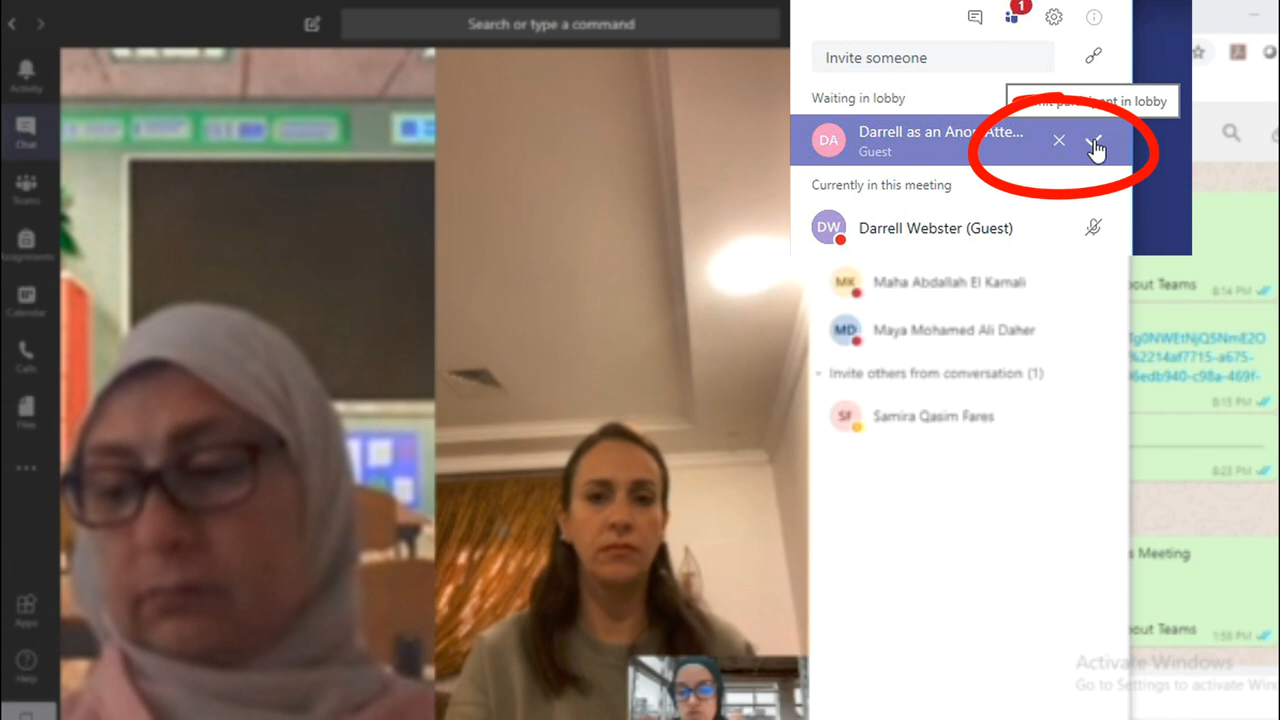 Search or type a command
1
Activity
Chat
Teams
Assignments
Calendar
Calls
Files
Apps
Help
Invite someone
Waiting in lobby
participant in lobby
DA
Darrell as an Anon Atte...
Guest
Currently in this meeting
DW
Darrell Webster (Guest)
MK
Maha Abdallah El Kamali
MD
Maya Mohamed Ali Daher
Invite others from conversation (1)
SF
Samira Qasim Fares
out Teams
8:14 PM
8:15 PM
8:23 PM
Meeting
out Teams
1:58 PM
Activate Windows
Go to Settings to activate